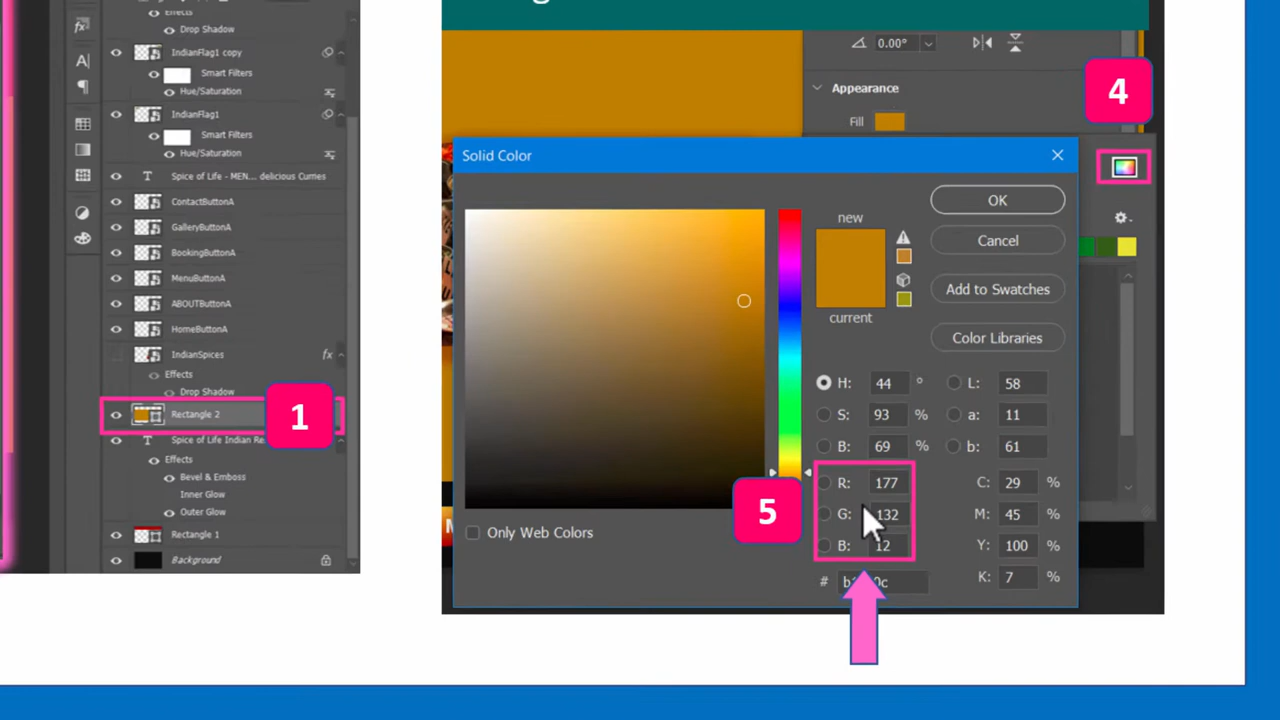 Effects
Drop Shadow
IndianFlag1 copy
Smart Filters
Hue/Saturation
IndianFlag1
Smart Filters
Hue/Saturation
T Spice of Life - MEN... delicious Curries
ContactButtonA
GalleryButtonA
BookingButtonA
MenuButtonA
ABOUTButtonA
HomeButtonA
IndianSpices fx
Effects
Drop Shadow
Rectangle 2
1
T Spice of Life Indian Re
Effects
Bevel & Emboss
Inner Glow
Outer Glow
Rectangle 1
Background
fx
A
0.00°
Appearance
Fill
4
Solid Color
new
current
OK
Cancel
Add to Swatches
Color Libraries
H: 44 °
S: 93 %
B: 69 %
R: 177
G: 132
B: 12
#
L: 58
a: 11
b: 61
C: 29 %
M: 45 %
Y: 100 %
K: 7 %
Only Web Colors
5